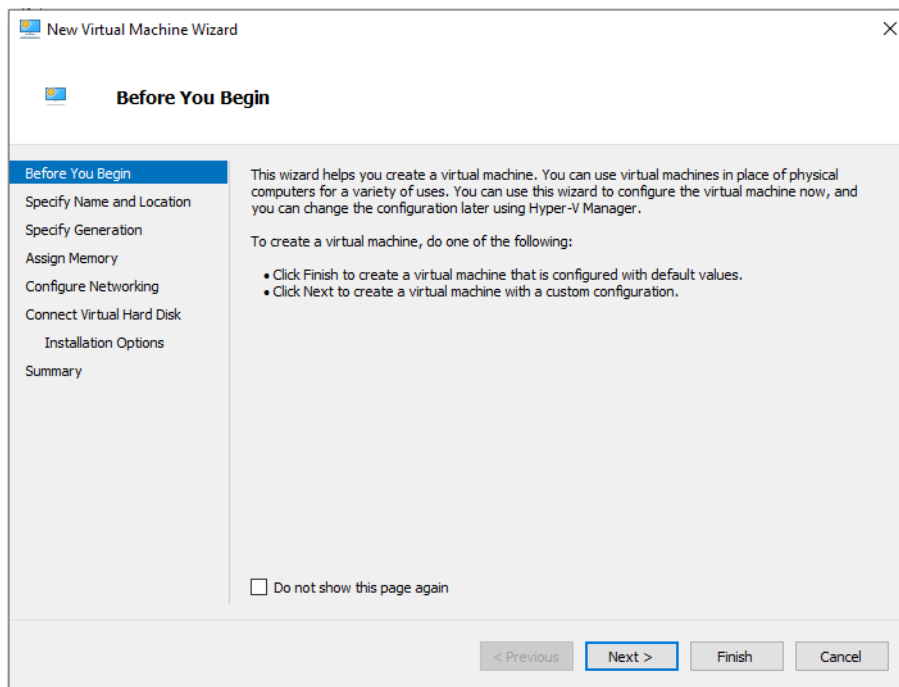 New Virtual Machine Wizard
Before You Begin
Before You Begin
Specify Name and Location
Specify Generation
Assign Memory
Configure Networking
Connect Virtual Hard Disk
Installation Options
Summary
This wizard helps you create a virtual machine. You can use virtual machines in place of physical
computers for a variety of uses. You can use this wizard to configure the virtual machine now, and
you can change the configuration later using Hyper-V Manager.
To create a virtual machine, do one of the following:
• Click Finish to create a virtual machine that is configured with default values.
• Click Next to create a virtual machine with a custom configuration.
Do not show this page again
< Previous
Next >
Finish
Cancel